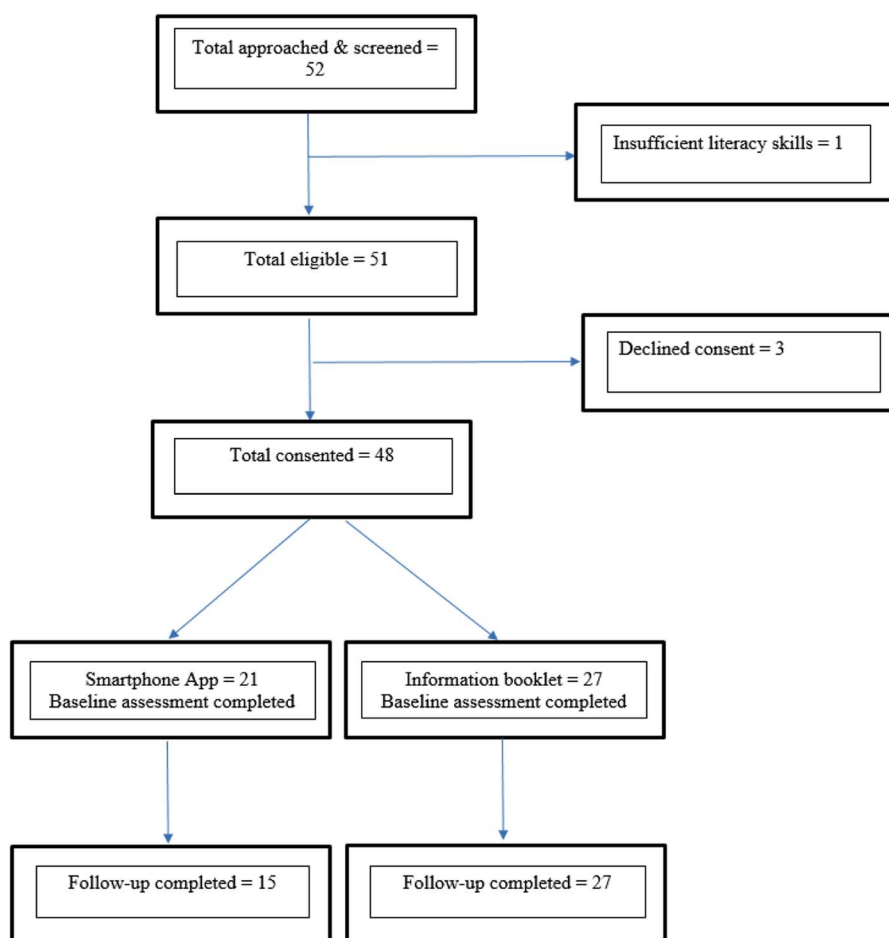 Total approached & screened =
52
Insufficient literacy skills = 1
Total eligible = 51
Declined consent = 3
Total consented = 48
Smartphone App = 21
Baseline assessment completed
Information booklet = 27
Baseline assessment completed
Follow-up completed = 15
Follow-up completed = 27